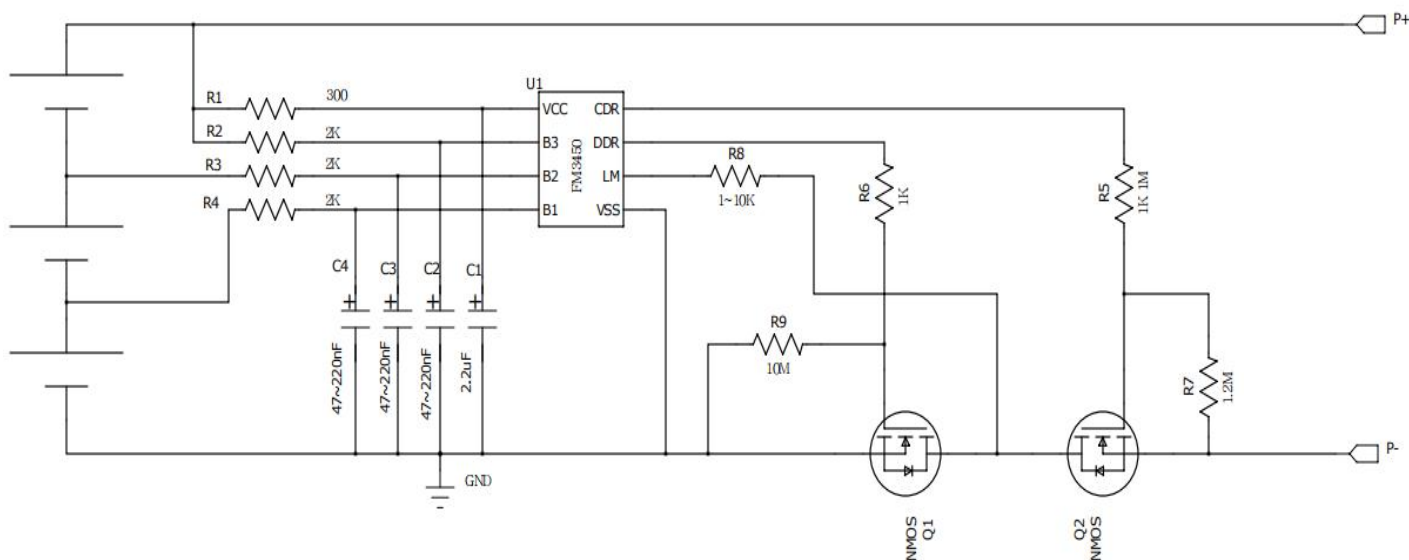 P+
U1
R1
300
VCC
CDR
R2
2K
B3
DDR
R3
2K
B2
LM
R8
1~10K
R4
2K
B1
VSS
FM3450
R6
1K
R5
1K 1M
C4
C3
C2
C1
+
+
+
+
47~220nF
47~220nF
47~220nF
2.2uF
R9
10M
R7
1.2M
P-
GND
NMOS
Q1
Q2
NMOS